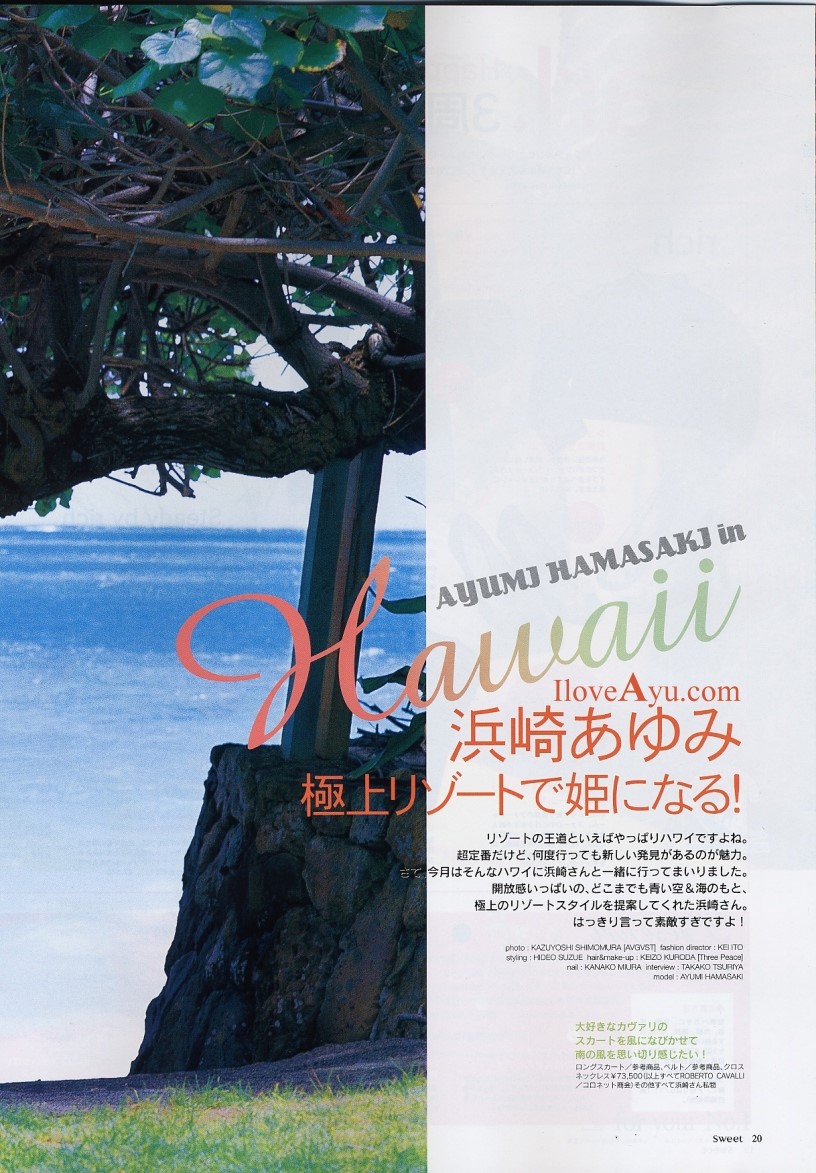 AYUMI HAMASAKI in
Hawaii
IloveAyu.com
浜崎あゆみ
極上リゾートで姫になる!
リゾートの王道といえばやっぱりハワイですよね。
超定番だけど、何度行っても新しい発見があるのが魅力。
さて、今月はそんなハワイに浜崎さんと一緒に行ってまいりました。
開放感いっぱいの、どこまでも青い空&海のもと、
極上のリゾートスタイルを提案してくれた浜崎さん。
はっきり言って素敵すぎですよ!
photo : KAZUYOSHI SHIMOMURA [AVGVST] fashion director : KEI ITO
styling : HIDEO SUZUE hair&make-up : KEIZO KURODA [Three Peace]
nail : KANAKO MIURA interview : TAKAKO TSURIYA
model : AYUMI HAMASAKI
大好きなカヴァリの
スカートを風になびかせて
南の風を思い切り感じたい!
ロングスカート/参考商品、ベルト/参考商品、クロス
ネックレス¥73,500(以上すべてROBERTO CAVALLI
/コロネット商会)その他すべて浜崎さん私物
Sweet 20